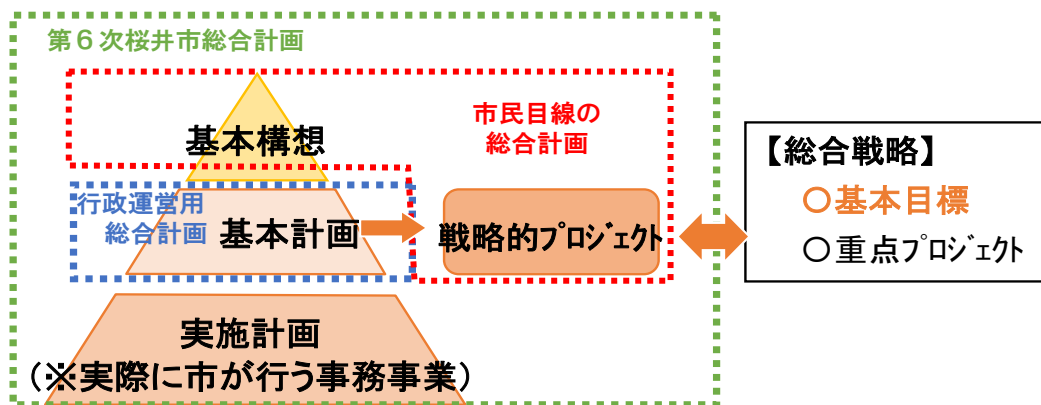 第６次桜井市総合計画
市民目線の
総合計画
基本構想
行政運営用
総合計画
基本計画
戦略的プロジェクト
実施計画
（※実際に市が行う事務事業）
【総合戦略】
○基本目標
○重点プロジェクト